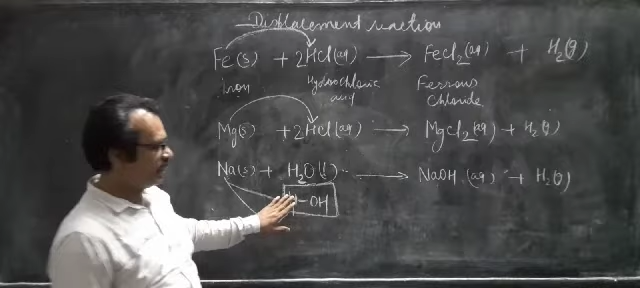 Displacement reaction
Fe(s) + 2HCl(aq) → FeCl2(aq) + H2(g)
iron Hydrochloric acid Ferrous Chloride
Mg(s) + 2HCl(aq) → MgCl2(aq) + H2(g)
Na(s) + H2O(l) → NaOH(aq) + H2(g)
H-OH